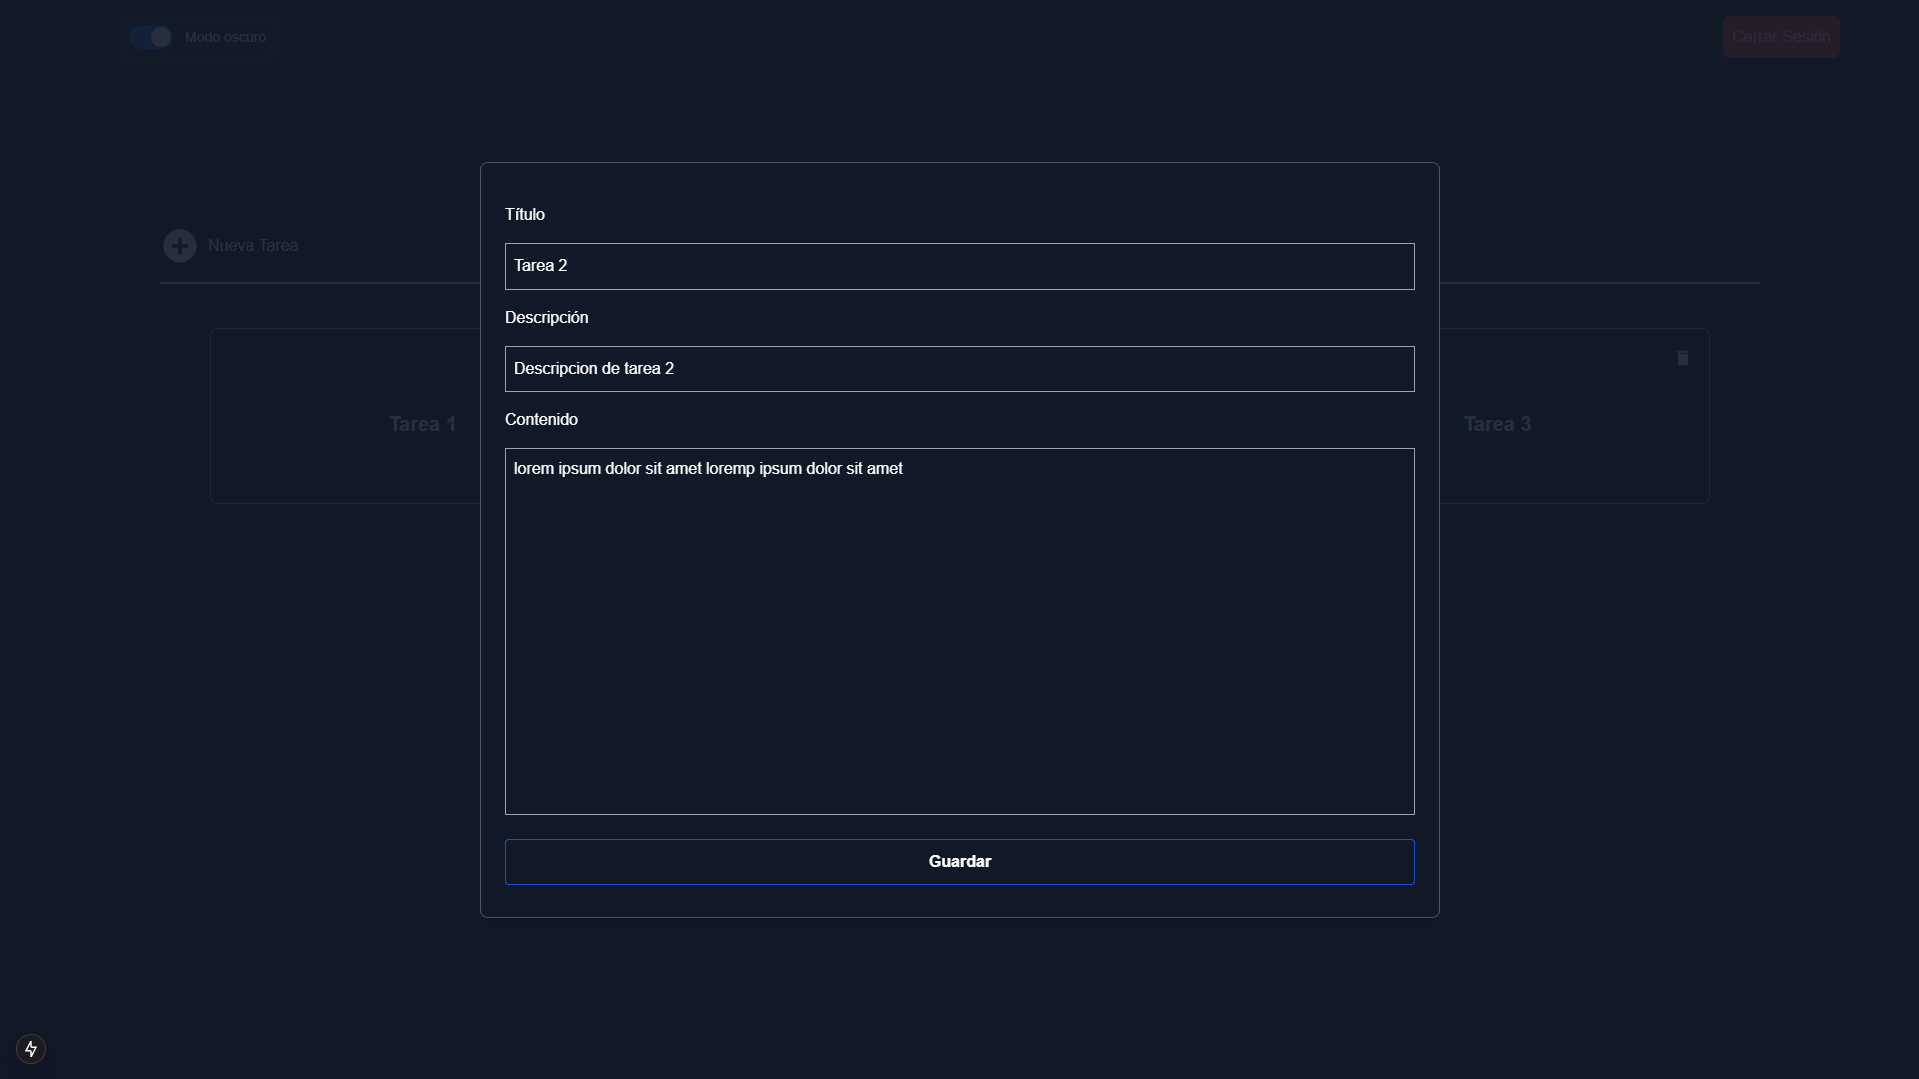 Modo oscuro
Cerrar Sesión
Nueva Tarea
Tarea 1
Tarea 3
Título
Tarea 2
Descripción
Descripcion de tarea 2
Contenido
lorem ipsum dolor sit amet loremp ipsum dolor sit amet
Guardar